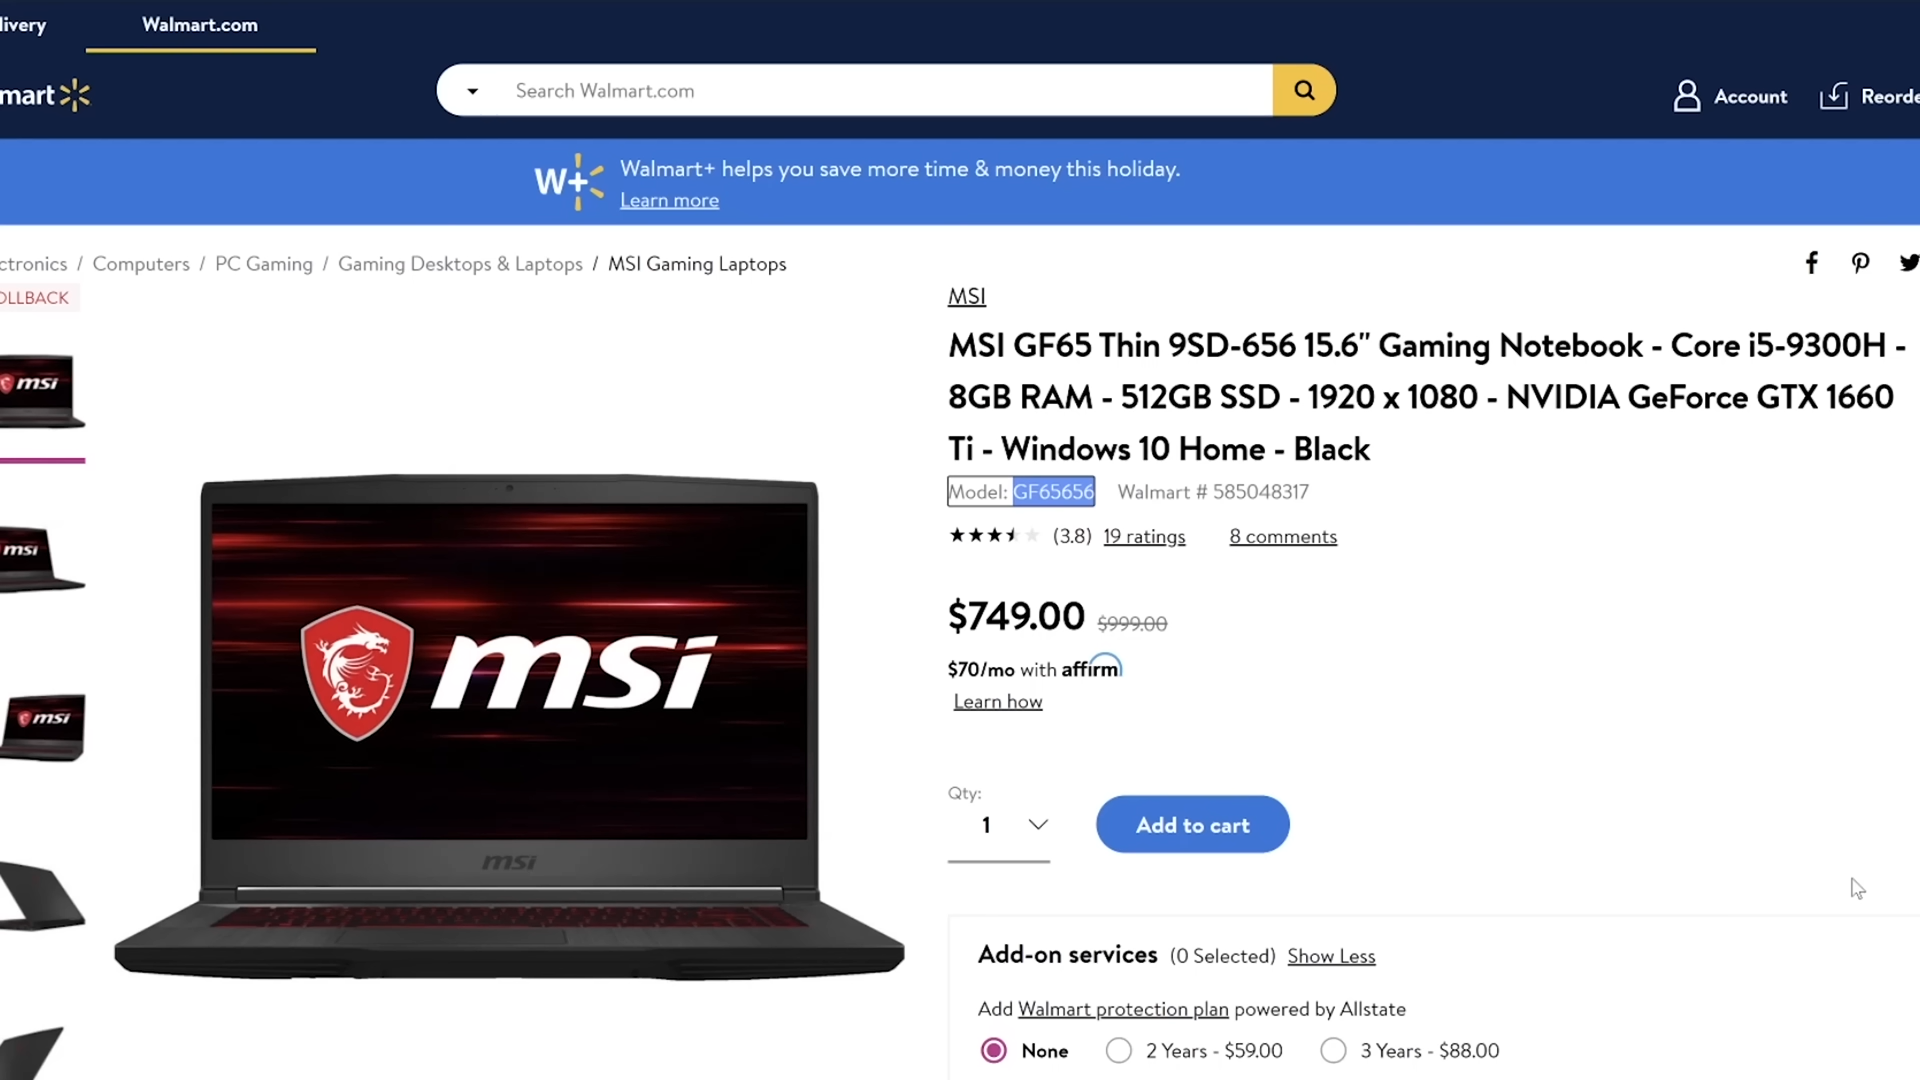 livery
Walmart.com
mart
Search Walmart.com
Account
Reorde
W+
Walmart+ helps you save more time & money this holiday.
Learn more
ctronics / Computers / PC Gaming / Gaming Desktops & Laptops / MSI Gaming Laptops
OLLBACK
MSI
MSI GF65 Thin 9SD-656 15.6" Gaming Notebook - Core i5-9300H -
8GB RAM - 512GB SSD - 1920 x 1080 - NVIDIA GeForce GTX 1660
Ti - Windows 10 Home - Black
Model: GF65656 Walmart # 585048317
(3.8) 19 ratings 8 comments
$749.00 $999.00
$70/mo with affirm
Learn how
Qty:
1
Add to cart
msi
msi
msi
msi
msi
Add-on services (0 Selected) Show Less
Add Walmart protection plan powered by Allstate
None 2 Years - $59.00 3 Years - $88.00